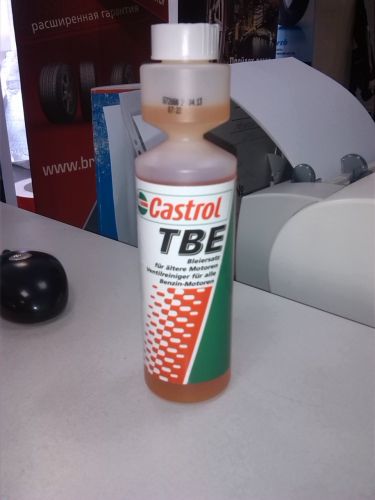 расширенная гарантия
www.br
Castrol
TBE
Bleiersatz
für ältere Motoren
Ventilreiniger für alle
Benzin-Motoren